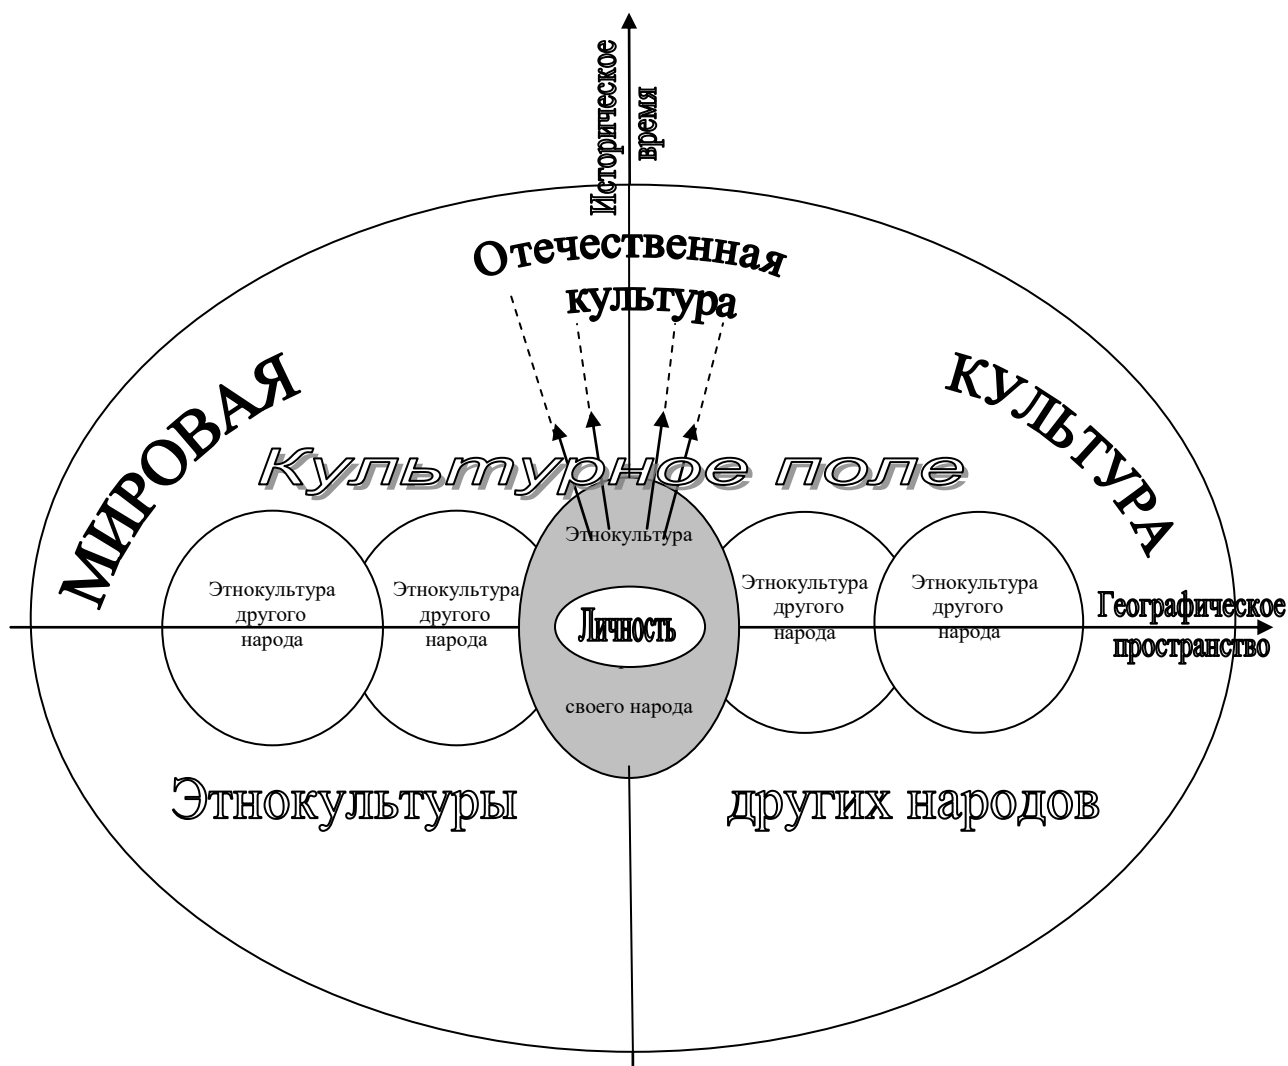 Историческое
время
Отечественная
культура
МИРОВАЯ
КУЛЬТУРА
Культурное поле
Этнокультура
другого
народа
Этнокультура
другого
народа
Этнокультура
Личность
своего народа
Этнокультура
другого
народа
Этнокультура
другого
народа
Географическое
пространство
Этнокультуры
других народов